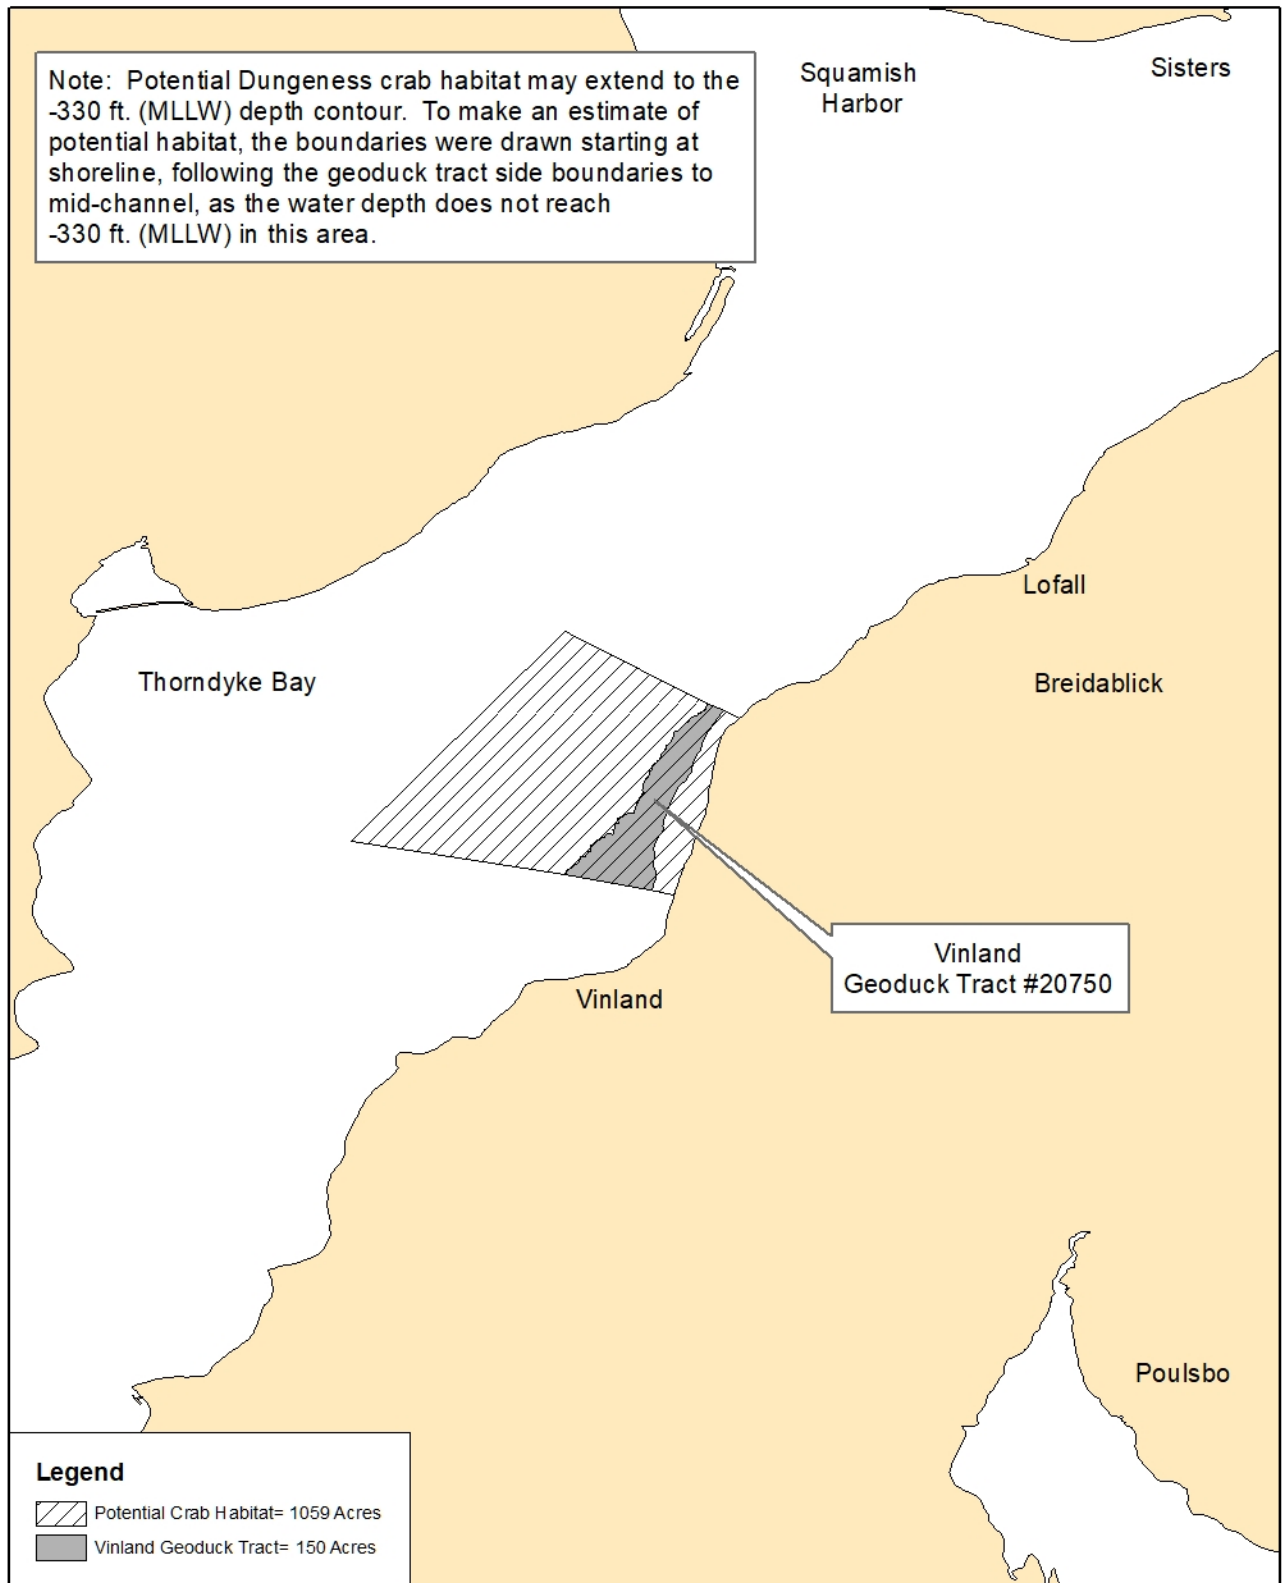 Note:  Potential Dungeness crab habitat may extend to the
-330 ft. (MLLW) depth contour.  To make an estimate of
potential habitat, the boundaries were drawn starting at
shoreline, following the geoduck tract side boundaries to
mid-channel, as the water depth does not reach
-330 ft. (MLLW) in this area.
Squamish
Harbor
Sisters
Lofall
Thorndyke Bay
Breidablick
Vinland
Geoduck Tract #20750
Vinland
Poulsbo
Legend
Potential Crab Habitat= 1059 Acres
Vinland Geoduck Tract= 150 Acres